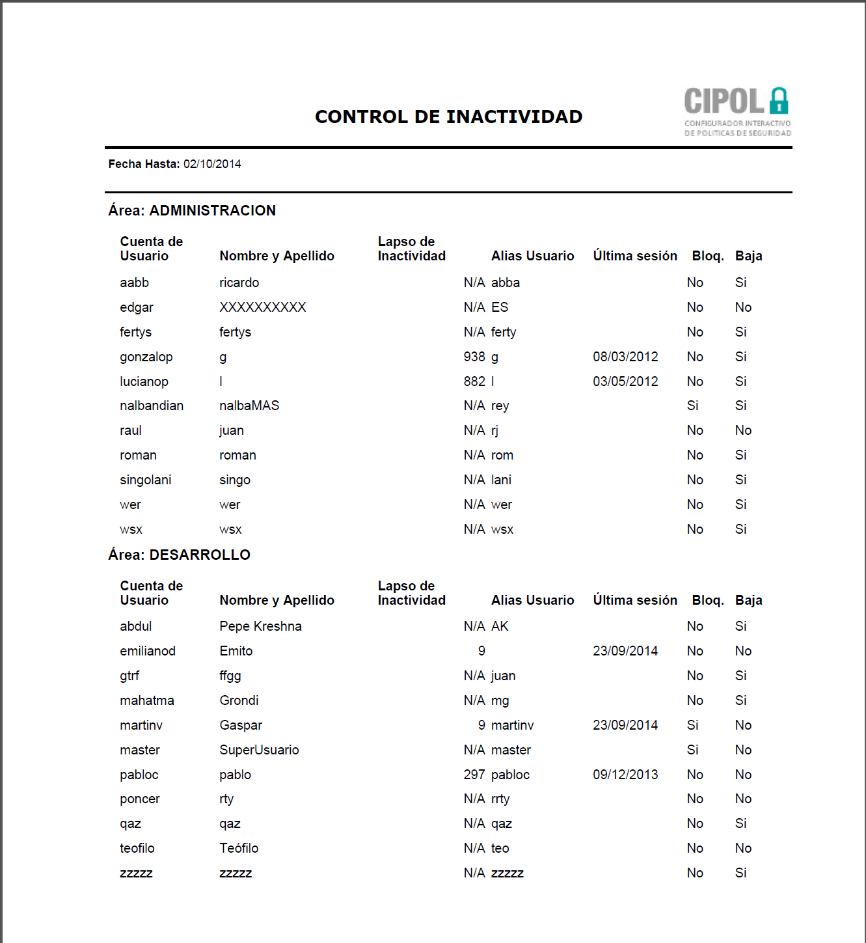 CONTROL DE INACTIVIDAD
CIPOL
CONFIGURADOR INTERACTIVO
DE POLITICAS DE SEGURIDAD
Fecha Hasta: 02/10/2014
Área: ADMINISTRACION
Cuenta de Usuario Nombre y Apellido Lapso de Inactividad Alias Usuario Última sesión Bloq. Baja
aabb ricardo N/A abba No Si
edgar XXXXXXXXXX N/A ES No No
fertys fertys N/A ferty No Si
gonzalop g 938 g 08/03/2012 No Si
lucianop l 882 l 03/05/2012 No Si
nalbandian nalbaMAS N/A rey Si Si
raul juan N/A rj No No
roman roman N/A rom No Si
singolani singo N/A lani No Si
wer wer N/A wer No Si
wsx wsx N/A wsx No Si
Área: DESARROLLO
Cuenta de Usuario Nombre y Apellido Lapso de Inactividad Alias Usuario Última sesión Bloq. Baja
abdul Pepe Kreshna N/A AK No Si
emilianod Emito 9 23/09/2014 No No
gtrf ffgg N/A juan No Si
mahatma Grondi N/A mg No Si
martinv Gaspar 9 martinv 23/09/2014 Si No
master SuperUsuario N/A master Si No
pabloc pablo 297 pabloc 09/12/2013 No No
poncer rty N/A rrty No No
qaz qaz N/A qaz No Si
teofilo Teófilo N/A teo No No
zzzzz zzzzz N/A zzzzz No Si